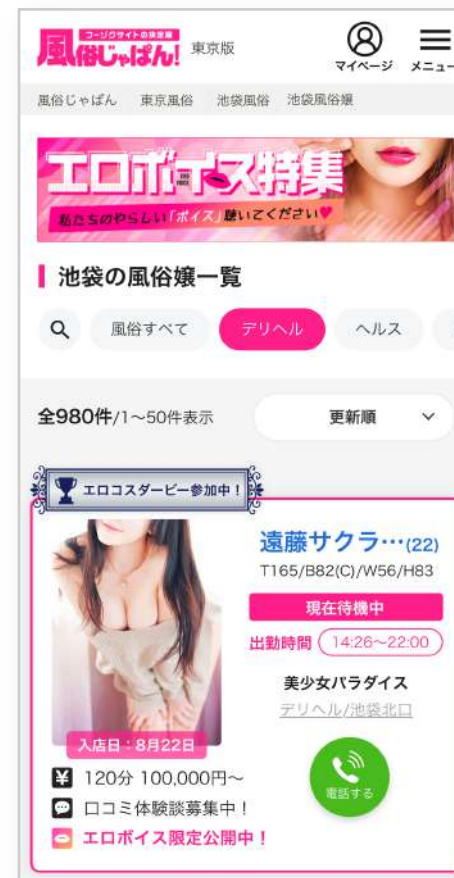 フーゾクサイトの決定版
風俗じゃぱん! 東京版
マイページ メニュー
風俗じゃぱん 東京風俗 池袋風俗 池袋風俗嬢
エロボイス特集
私たちのやらしい「ボイス」聴いてください♥
池袋の風俗嬢一覧
風俗すべて デリヘル ヘルス
全980件/1〜50件表示 更新順
エロコスダービー参加中!
遠藤サクラ…(22)
T165/B82(C)/W56/H83
現在待機中
出勤時間 14:26〜22:00
美少女パラダイス
デリヘル/池袋北口
入店日:8月22日
電話する
¥ 120分 100,000円〜
口コミ体験談募集中!
エロボイス限定公開中!